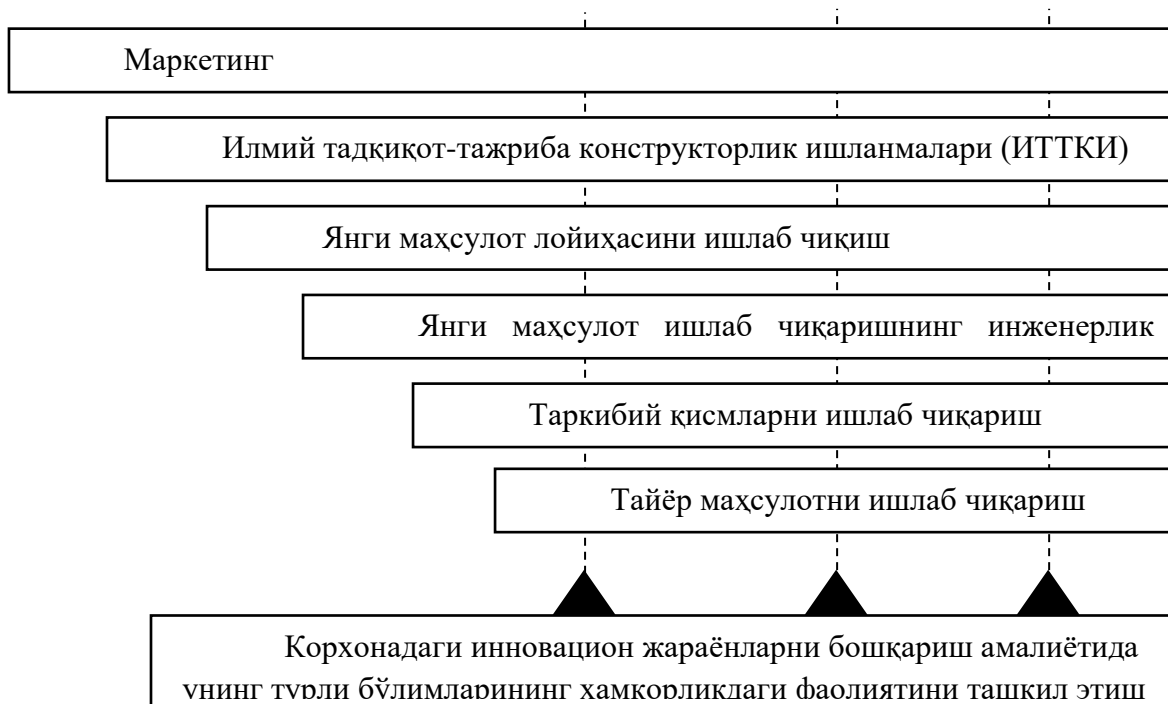 Маркетинг
Илмий тадқиқот-тажриба конструкторлик ишланмалари (ИТТКИ)
Янги маҳсулот лойиҳасини ишлаб чиқиш
Янги маҳсулот ишлаб чиқаришнинг инженерлик
Таркибий қисмларни ишлаб чиқариш
Тайёр маҳсулотни ишлаб чиқариш
Корхонадаги инновацион жараёнларни бошқариш амалиётида
унинг турли бўлимларининг ҳамкорликдаги фаолиятини ташкил этиш